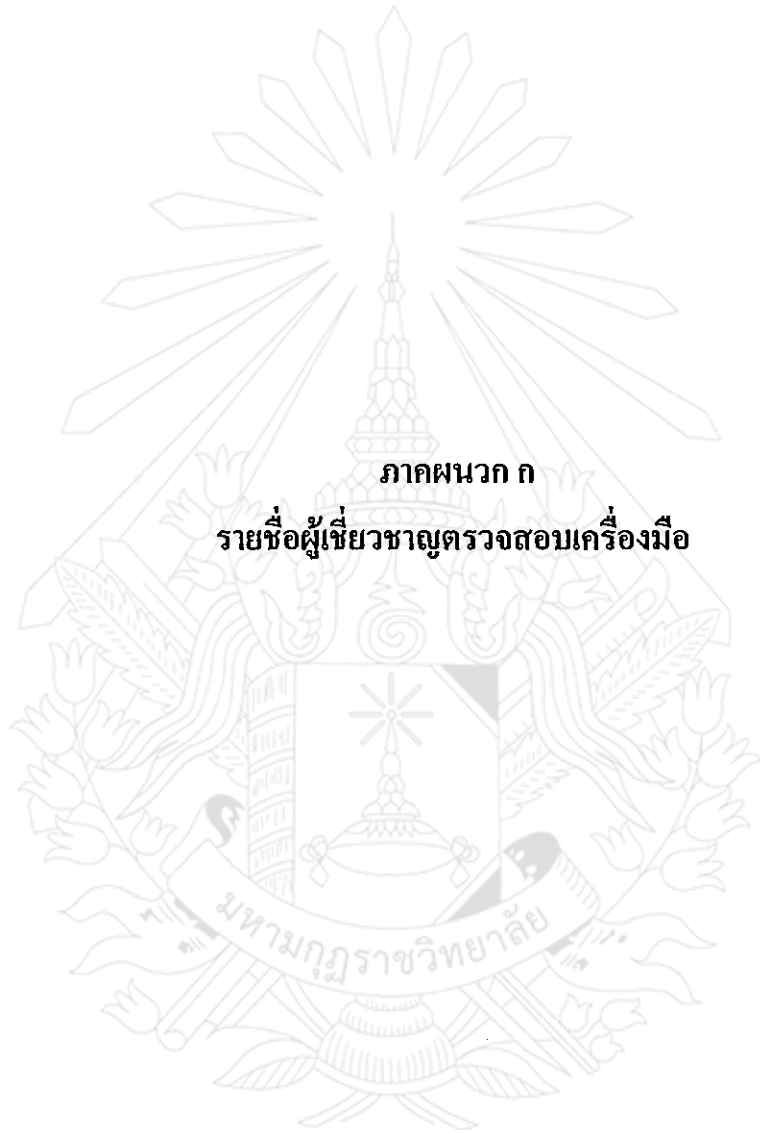 ภาคผนวก ก
รายชื่อผู้เชี่ยวชาญตรวจสอบเครื่องมือ
มหามกุฏราชวิทยาลัย